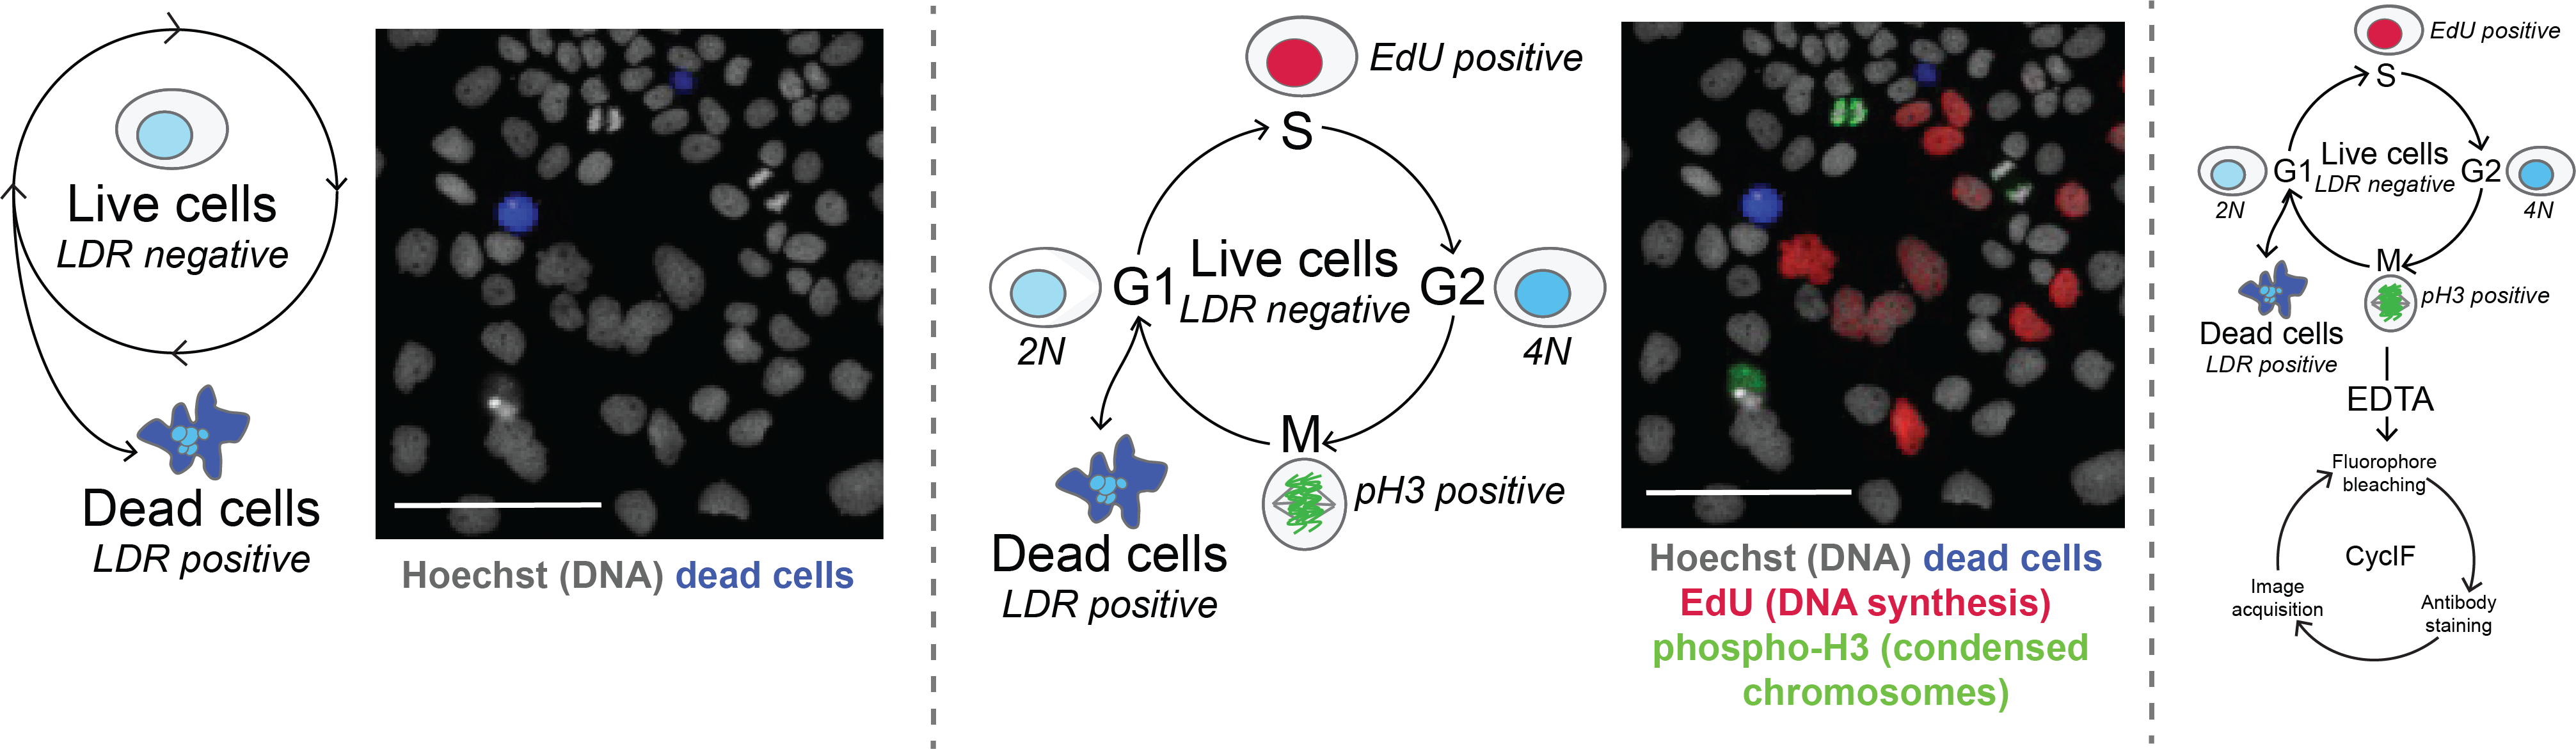 Live cells
LDR negative
Dead cells
LDR positive
Hoechst (DNA) dead cells
EdU positive
S
G1
Live cells
LDR negative
G2
2N
4N
M
pH3 positive
Dead cells
LDR positive
Hoechst (DNA) dead cells
EdU (DNA synthesis)
phospho-H3 (condensed
chromosomes)
EdU positive
S
G1
Live cells
LDR negative
G2
2N
4N
M
pH3 positive
Dead cells
LDR positive
EDTA
Fluorophore
bleaching
CycIF
Image
acquisition
Antibody
staining